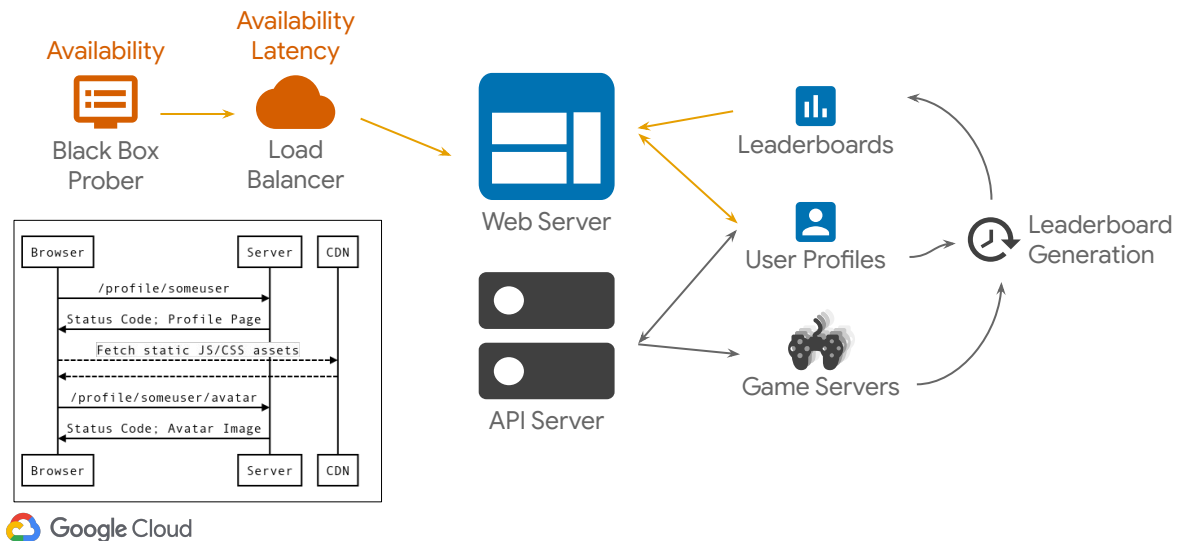 Availability
Availability
Latency
Black Box
Prober
Load
Balancer
Web Server
API Server
Leaderboards
User Profiles
Game Servers
Leaderboard
Generation
Browser
Server
CDN
/profile/someuser
Status Code; Profile Page
Fetch static JS/CSS assets
/profile/someuser/avatar
Status Code; Avatar Image
Browser
Server
CDN
Google Cloud